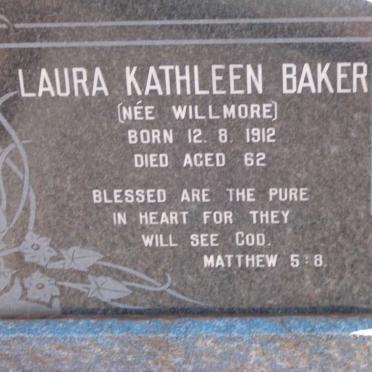 LAURA KATHLEEN BAKER
(NÉE WILLMORE)
BORN 12. 8. 1912
DIED AGED 62
BLESSED ARE THE PURE
IN HEART FOR THEY
WILL SEE GOD.
MATTHEW 5:8.